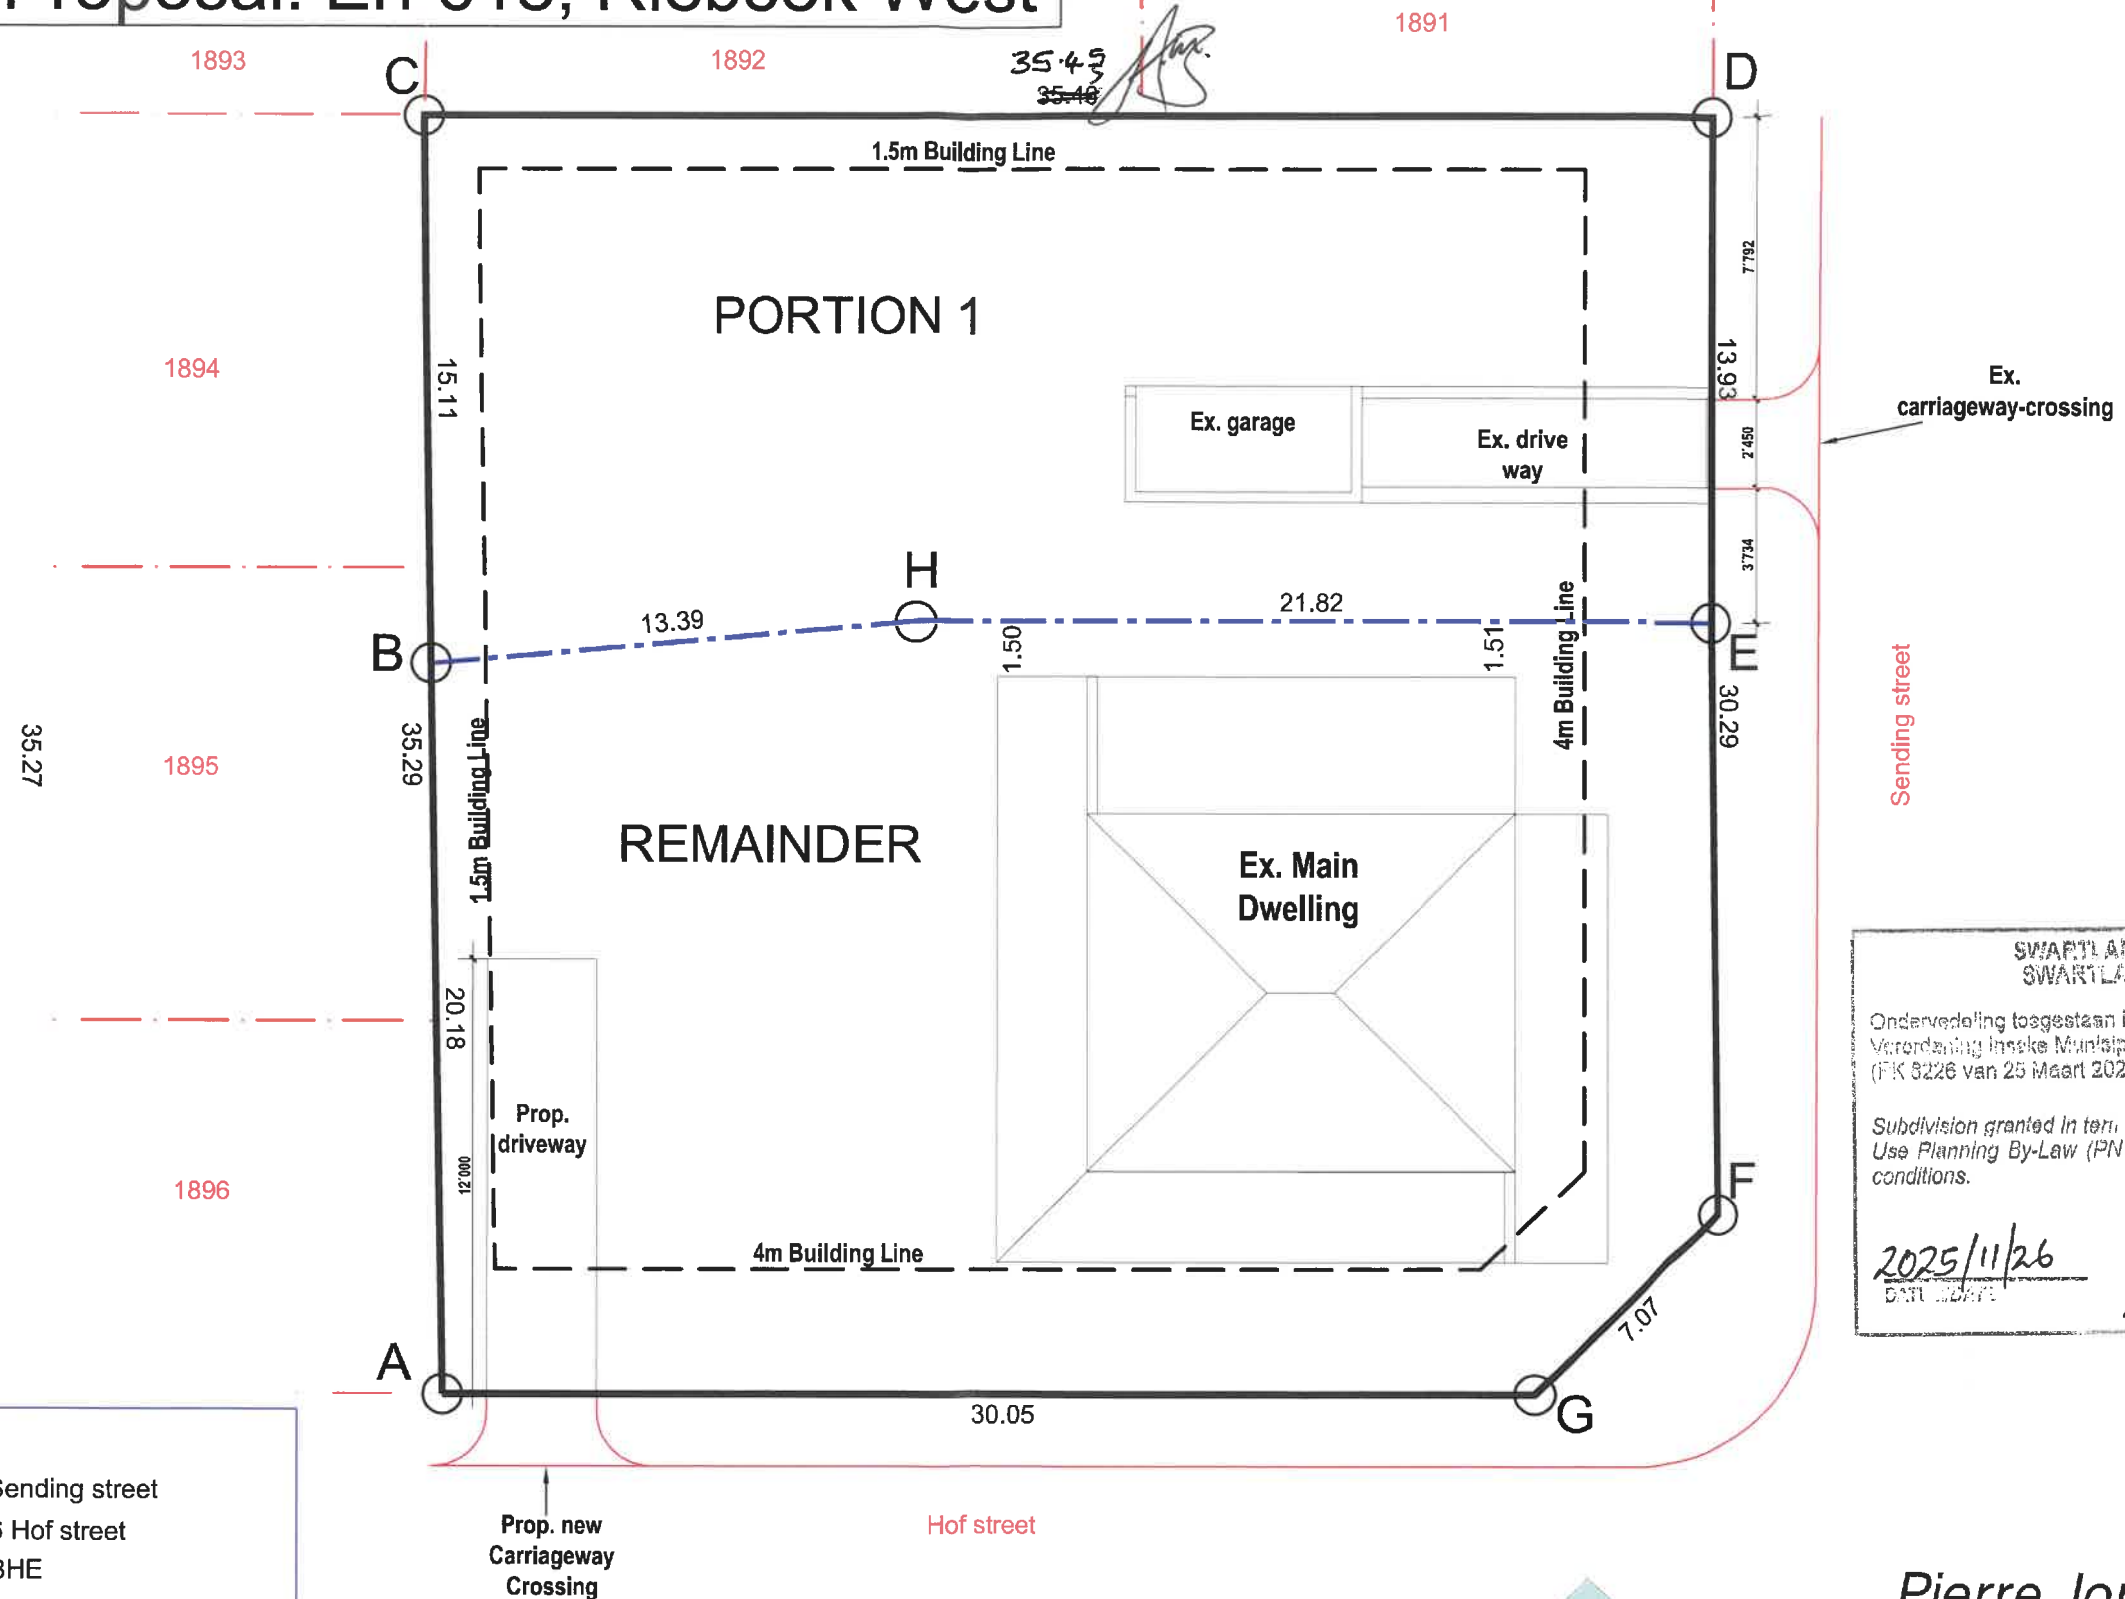 1891
1893
1892
35.45
35.48
C
D
1.5m Building Line
7'792
PORTION 1
13.93
15.11
1894
Ex.
carriageway-crossing
Ex. garage
Ex. drive
way
2'450
3'734
H
13.39
21.82
B
1.50
1.51
4m Building Line
E
30.29
Sending street
35.27
35.29
1895
1.5m Building Line
REMAINDER
Ex. Main
Dwelling
20.18
Prop.
driveway
12'000
1896
F
4m Building Line
7.07
A
30.05
G
Subdivision granted in
Use Planning By-Law (PN
conditions.
2025/11/26
Sending street
Hof street
BHE
Prop. new
Carriageway
Crossing
Hof street
Pierre